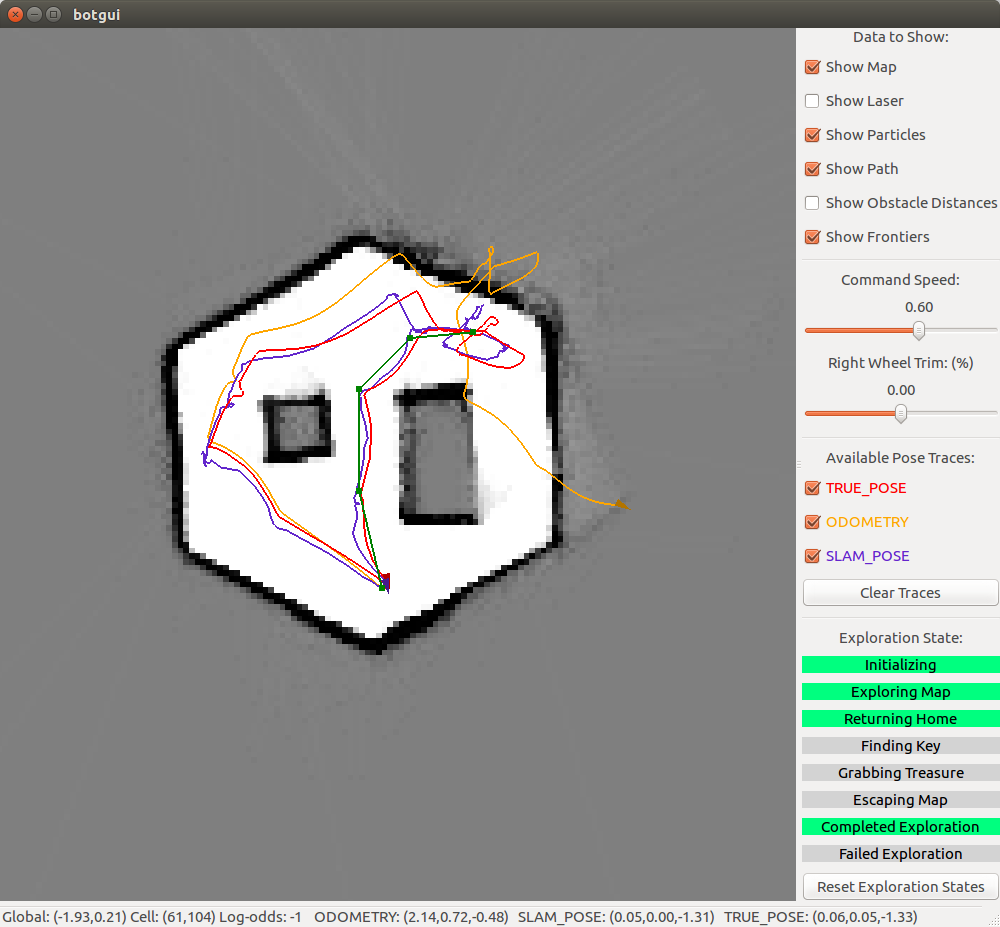 botgui
Data to Show:
Show Map
Show Laser
Show Particles
Show Path
Show Obstacle Distances
Show Frontiers
Command Speed:
0.60
Right Wheel Trim: (%)
0.00
Available Pose Traces:
TRUE_POSE
ODOMETRY
SLAM_POSE
Clear Traces
Exploration State:
Initializing
Exploring Map
Returning Home
Finding Key
Grabbing Treasure
Escaping Map
Completed Exploration
Failed Exploration
Reset Exploration States
Global: (-1.93,0.21) Cell: (61,104) Log-odds: -1 ODOMETRY: (2.14,0.72,-0.48) SLAM_POSE: (0.05,0.00,-1.31) TRUE_POSE: (0.06,0.05,-1.33)